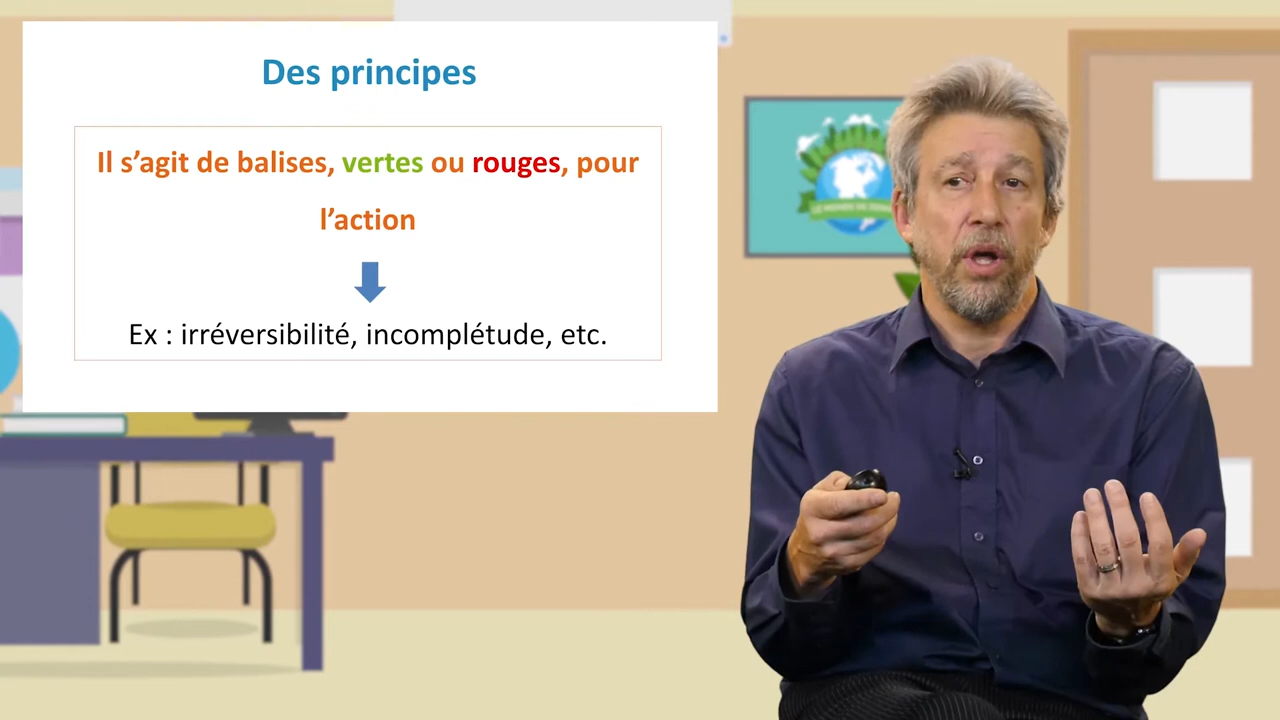 Des principes
Il s’agit de balises, vertes ou rouges, pour
l’action
Ex : irréversibilité, incomplétude, etc.